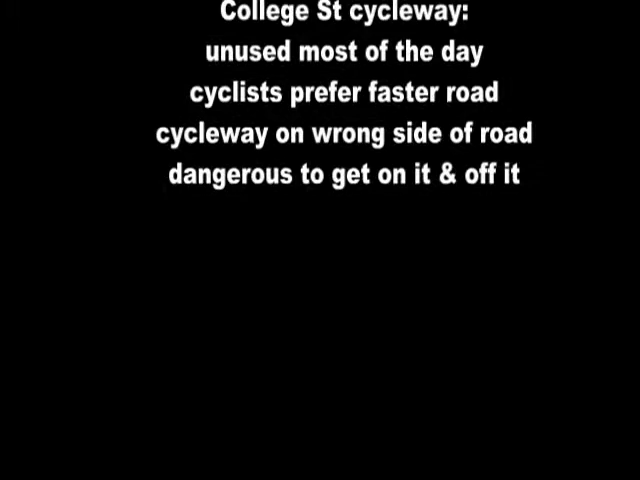 College St cycleway:
unused most of the day
cyclists prefer faster road
cycleway on wrong side of road
dangerous to get on it & off it